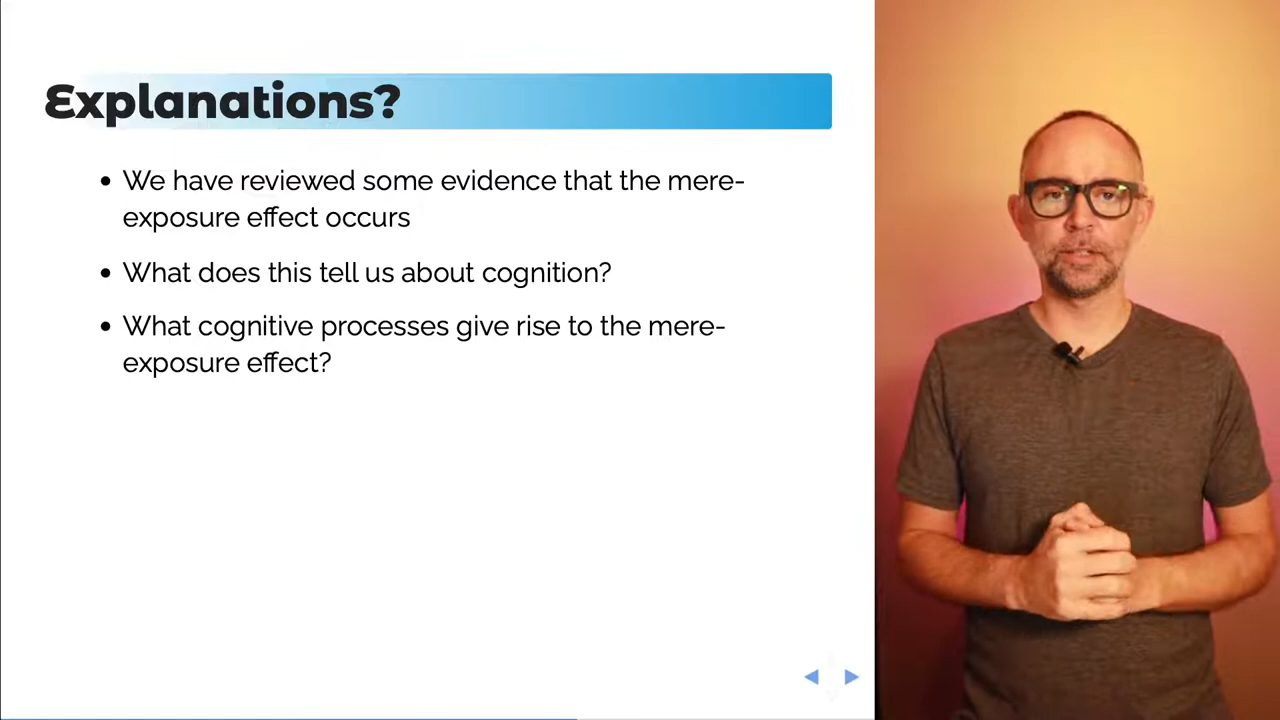 Explanations?
• We have reviewed some evidence that the mere-
exposure effect occurs
• What does this tell us about cognition?
• What cognitive processes give rise to the mere-
exposure effect?